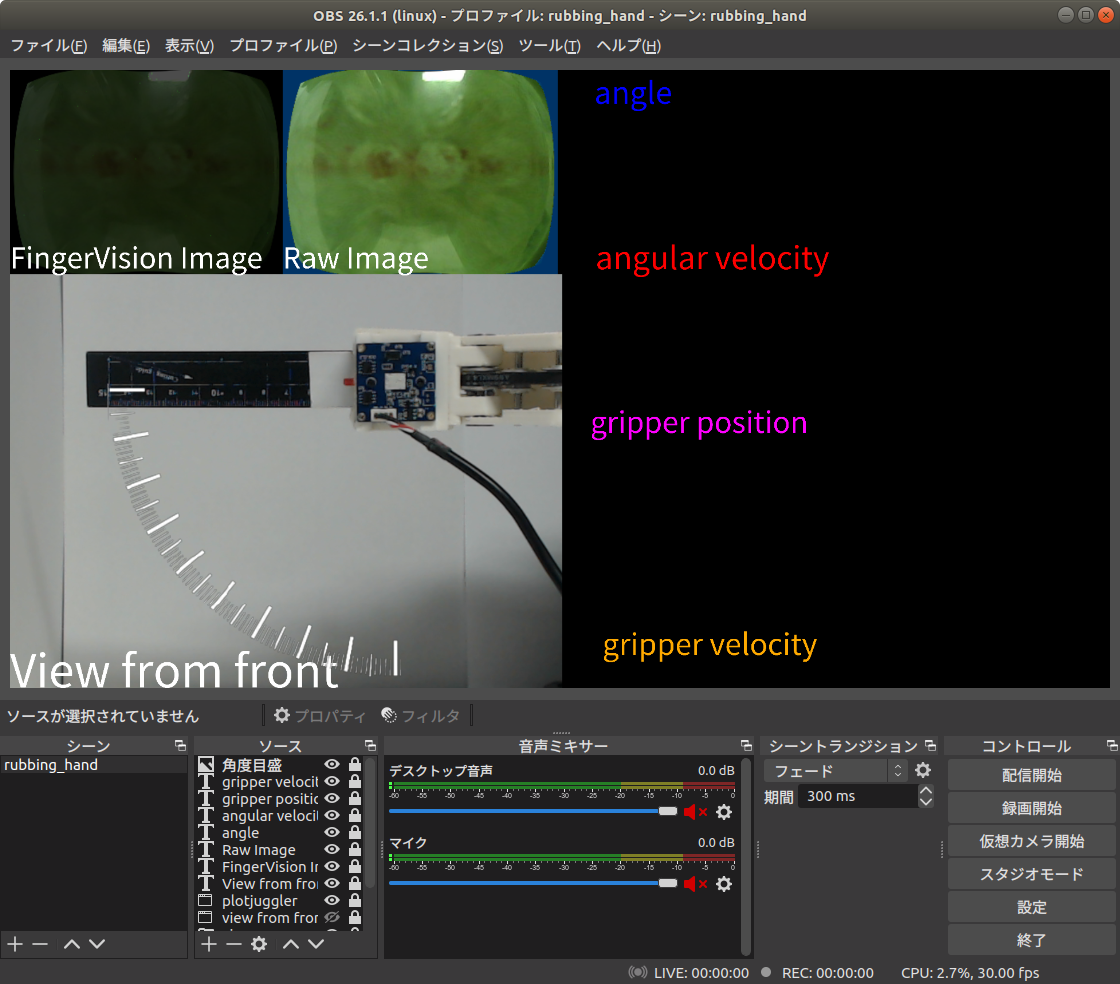 OBS 26.1.1 (linux) - プロファイル: rubbing_hand - シーン: rubbing_hand
ファイル(F) 編集(E) 表示(V) プロファイル(P) シーンコレクション(S) ツール(T) ヘルプ(H)
angle
FingerVision Image
Raw Image
angular velocity
gripper position
gripper velocity
View from front
ソースが選択されていません
プロパティ
フィルタ
シーン
rubbing_hand
ソース
角度目盛
gripper velocit
gripper positic
angular veloci
angle
Raw Image
FingerVision Ir
View from fror
plotjuggler
view from fror
音声ミキサー
デスクトップ音声 0.0 dB
-60 -55 -50 -45 -40 -35 -30 -25 -20 -15 -10 -5 0
マイク 0.0 dB
-60 -55 -50 -45 -40 -35 -30 -25 -20 -15 -10 -5 0
シーントランジション
フェード
期間 300 ms
コントロール
配信開始
録画開始
仮想カメラ開始
スタジオモード
設定
終了
LIVE: 00:00:00 REC: 00:00:00 CPU: 2.7%, 30.00 fps